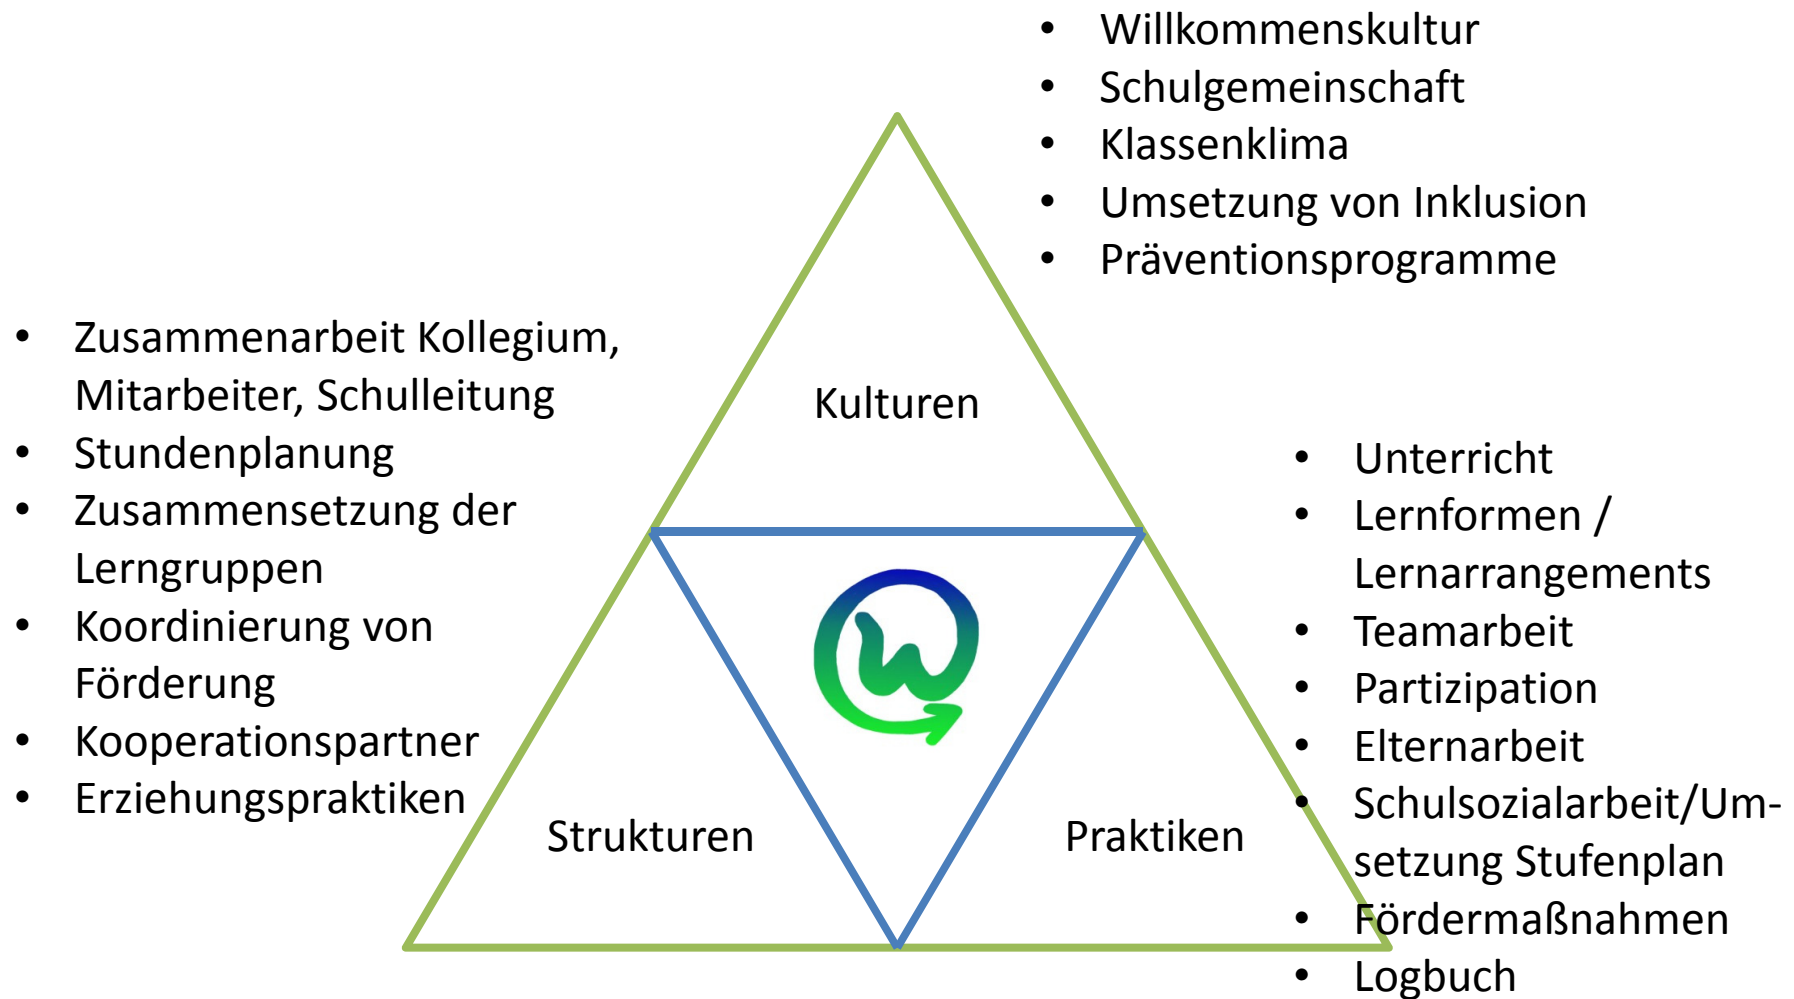 • Willkommenskultur
• Schulgemeinschaft
• Klassenklima
• Umsetzung von Inklusion
• Präventionsprogramme
• Zusammenarbeit Kollegium,
Mitarbeiter, Schulleitung
• Stundenplanung
• Zusammensetzung der
Lerngruppen
• Koordinierung von
Förderung
• Kooperationspartner
• Erziehungspraktiken
Kulturen
Strukturen
Praktiken
w
• Unterricht
• Lernformen /
Lernarrangements
• Teamarbeit
• Partizipation
• Elternarbeit
• Schulsozialarbeit/Um-
setzung Stufenplan
• Fördermaßnahmen
• Logbuch